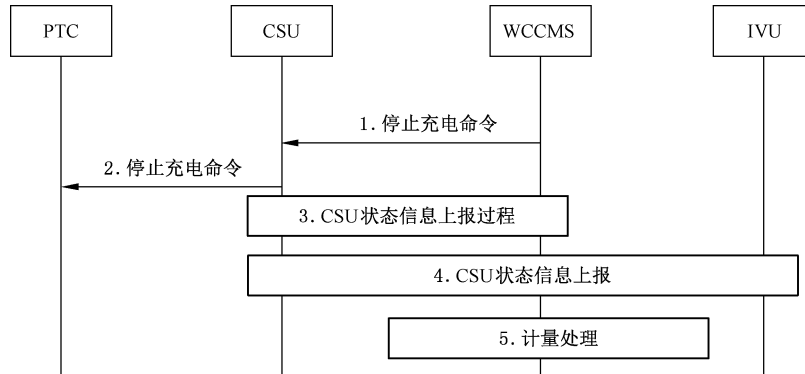 PTC
CSU
WCCMS
IVU
1.停止充电命令
2.停止充电命令
3.CSU状态信息上报过程
4.CSU状态信息上报
5.计量处理